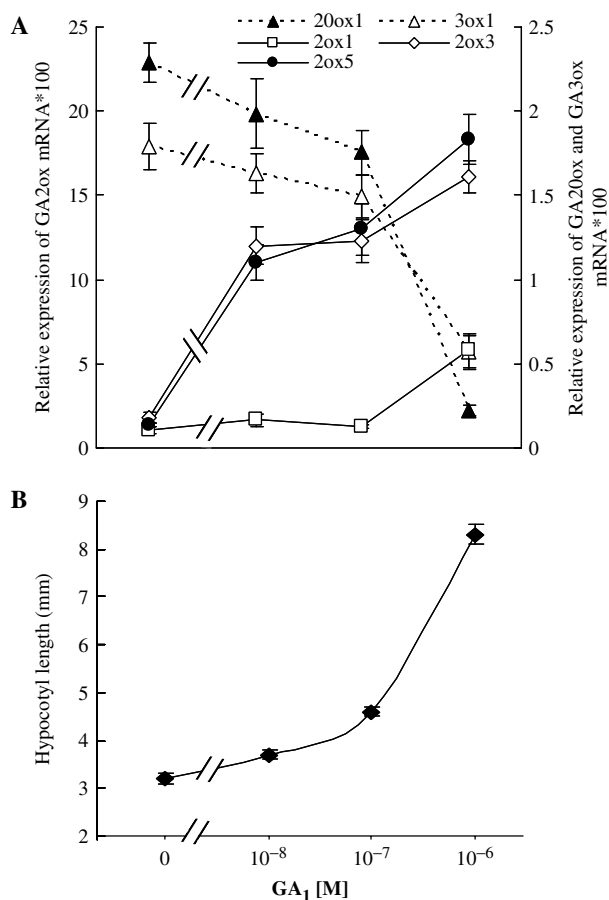 A
20ox1 3ox1
2ox1 2ox3
2ox5
Relative expression of GA2ox mRNA*100
25
20
15
10
5
0
2.5
2
1.5
1
0.5
0
Relative expression of GA20ox and GA3ox
mRNA*100
B
Hypocotyl length (mm)
9
8
7
6
5
4
3
2
0 10⁻⁸ 10⁻⁷ 10⁻⁶
GA₁ [M]